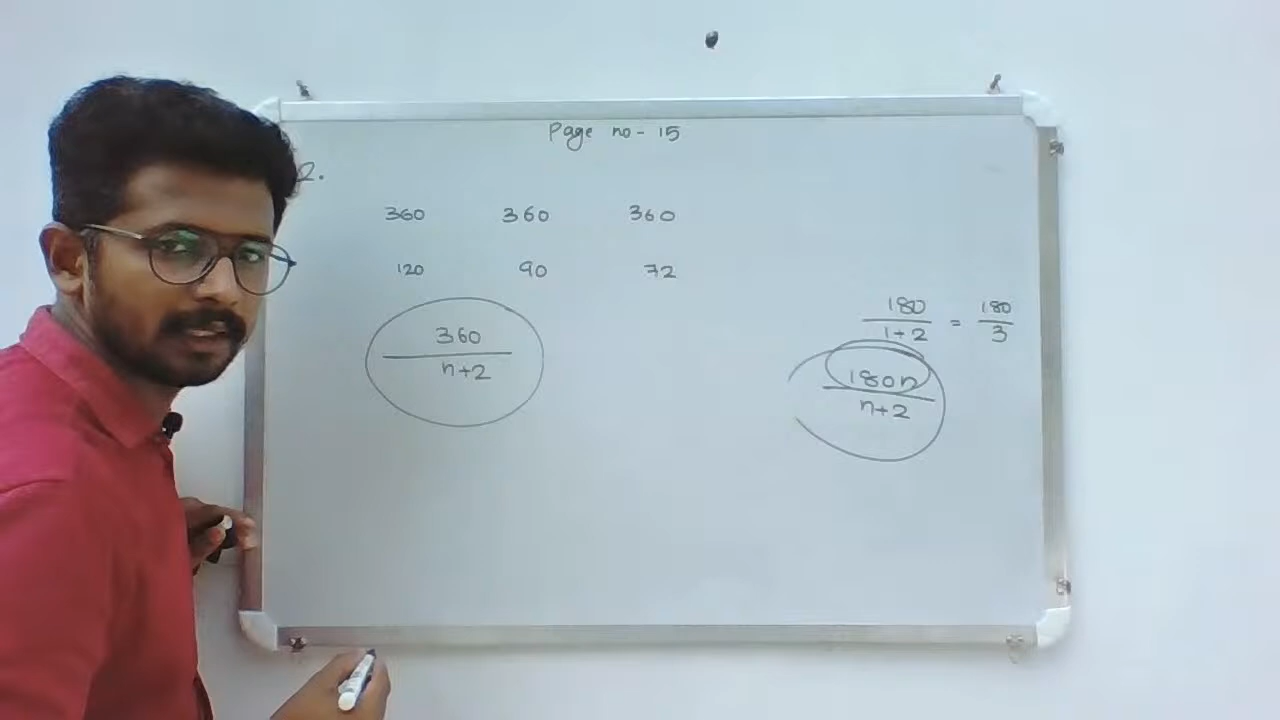 Page no - 15
2.
360 360 360
120 90 72
360
n+2
180 = 180
1+2 3
180n
n+2